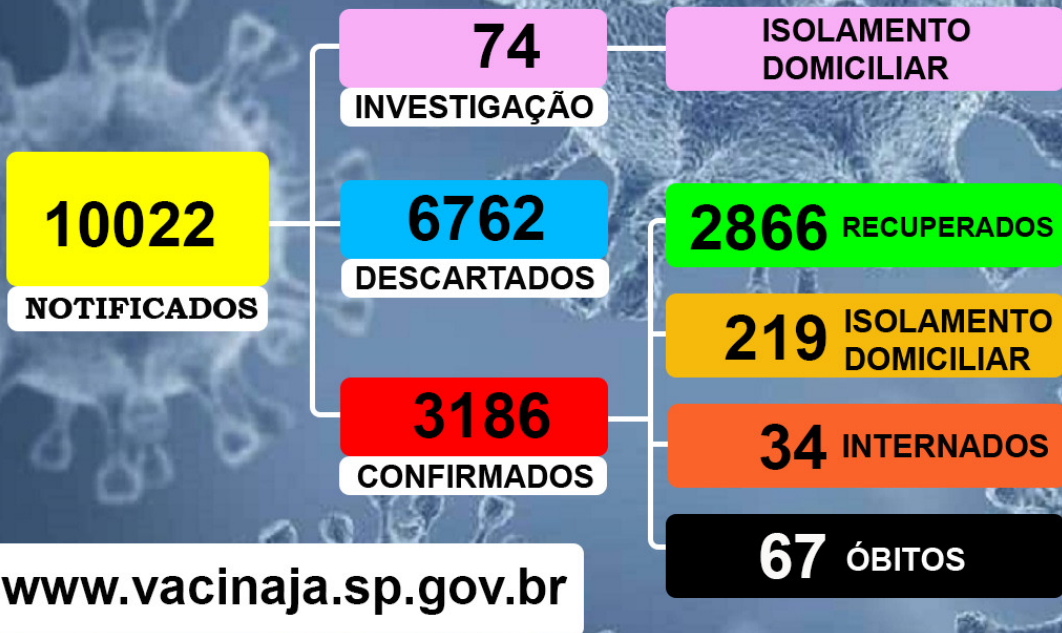 10022
NOTIFICADOS
74
INVESTIGAÇÃO
ISOLAMENTO
DOMICILIAR
6762
DESCARTADOS
3186
CONFIRMADOS
2866 RECUPERADOS
219 ISOLAMENTO
DOMICILIAR
34 INTERNADOS
67 ÓBITOS
www.vacinaja.sp.gov.br